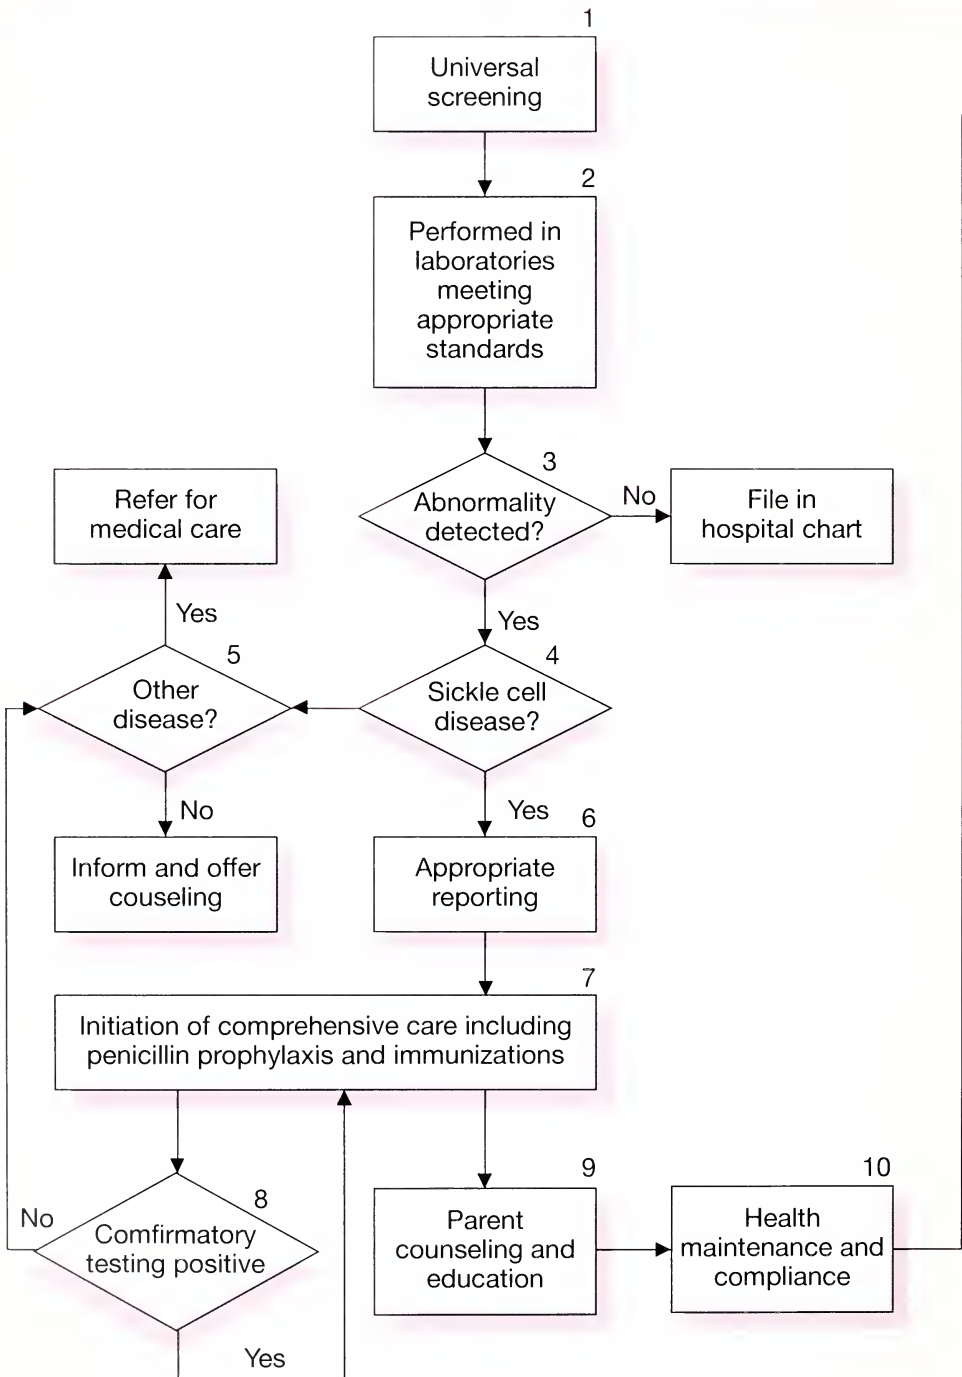 1
Universal
screening
2
Performed in
laboratories
meeting
appropriate
standards
3
Abnormality
detected?
No
File in
hospital chart
Refer for
medical care
Yes
Yes
5
Other
disease?
4
Sickle cell
disease?
No
Yes
Inform and offer
couseling
6
Appropriate
reporting
7
Initiation of comprehensive care including
penicillin prophylaxis and immunizations
No
8
Comfirmatory
testing positive
9
Parent
counseling and
education
10
Health
maintenance and
compliance
Yes